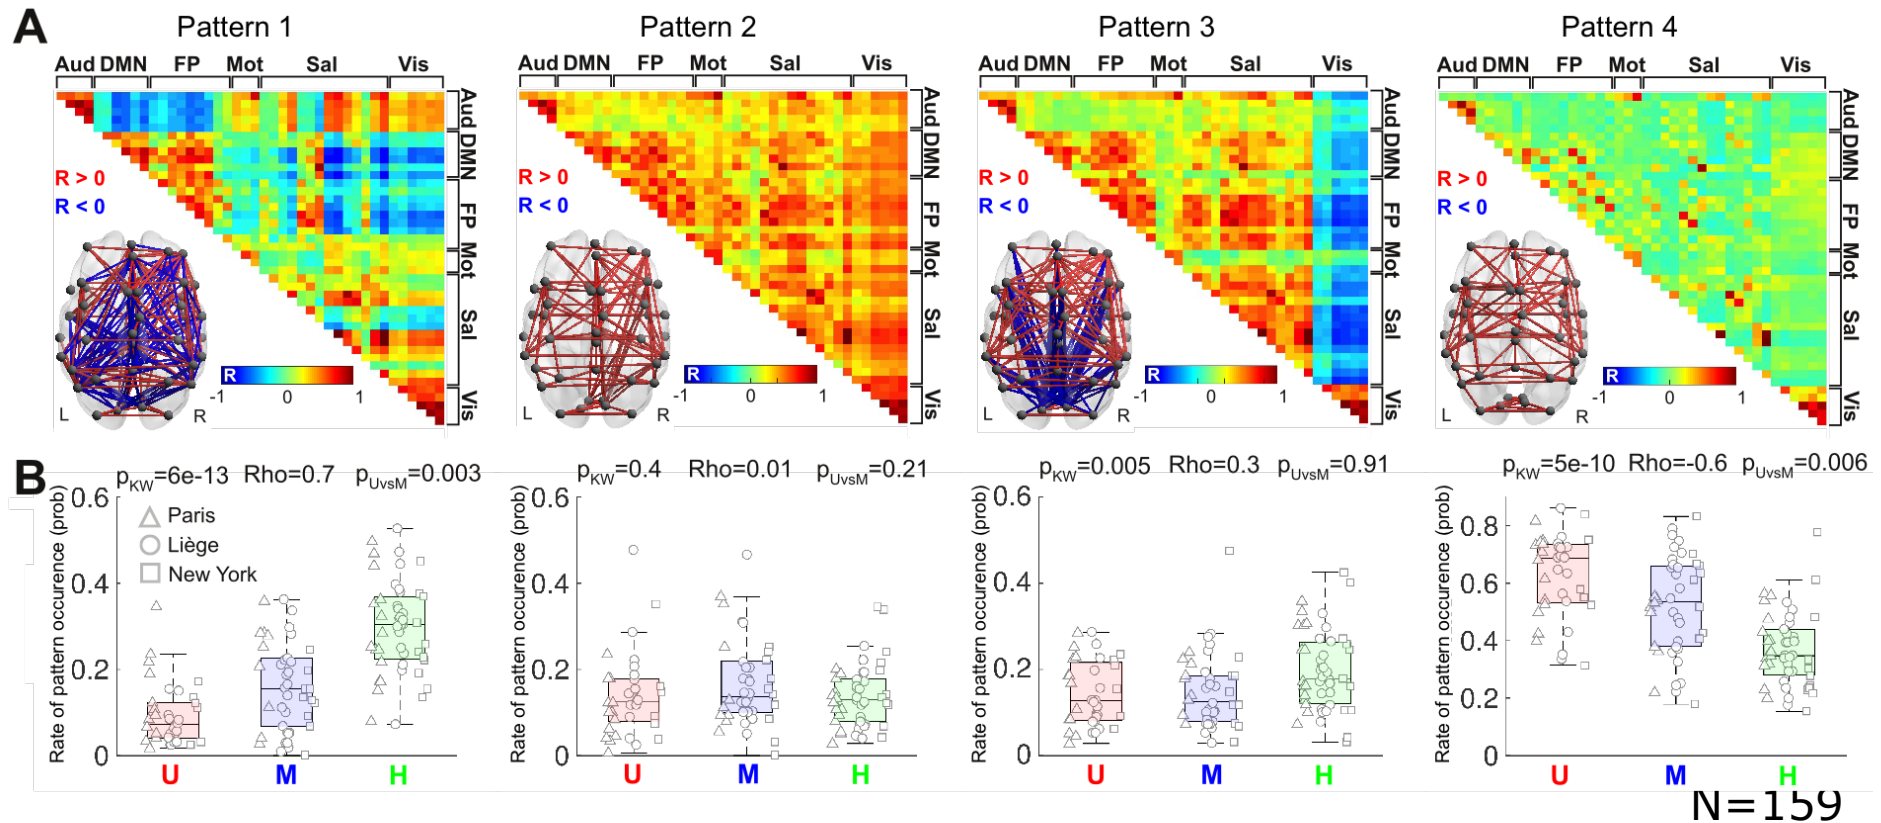 A
Pattern 1
Pattern 2
Pattern 3
Pattern 4
Aud DMN FP Mot Sal Vis
Aud DMN FP Mot Sal Vis
Aud DMN FP Mot Sal Vis
Aud DMN FP Mot Sal Vis
Aud DMN FP Mot Sal Vis
Aud DMN FP Mot Sal Vis
Aud DMN FP Mot Sal Vis
Aud DMN FP Mot Sal Vis
R > 0
R < 0
R > 0
R < 0
R > 0
R < 0
R > 0
R < 0
L R
R
-1 0 1
L R
R
-1 0 1
L R
R
-1 0 1
L R
R
-1 0 1
B
pKW=6e-13 Rho=0.7 pUvsM=0.003
pKW=0.4 Rho=0.01 pUvsM=0.21
pKW=0.005 Rho=0.3 pUvsM=0.91
pKW=5e-10 Rho=-0.6 pUvsM=0.006
Rate of pattern occurence (prob)
0.6
0.4
0.2
0
Paris
Liège
New York
U M H
Rate of pattern occurence (prob)
0.6
0.4
0.2
0
U M H
Rate of pattern occurence (prob)
0.6
0.4
0.2
0
U M H
Rate of pattern occurence (prob)
0.8
0.6
0.4
0.2
0
U M H
N=159